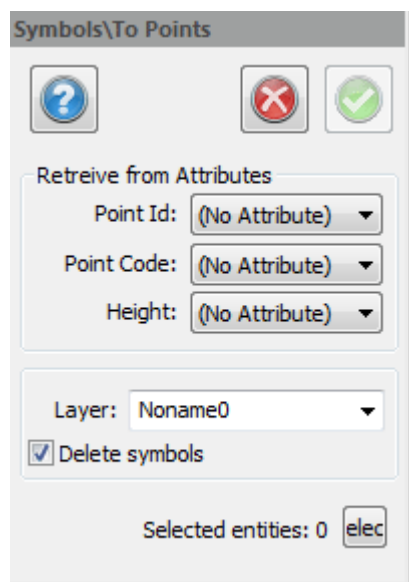 Symbols\To Points
?
Retreive from Attributes
Point Id: (No Attribute)
Point Code: (No Attribute)
Height: (No Attribute)
Layer: Noname0
Delete symbols
Selected entities: 0 elec